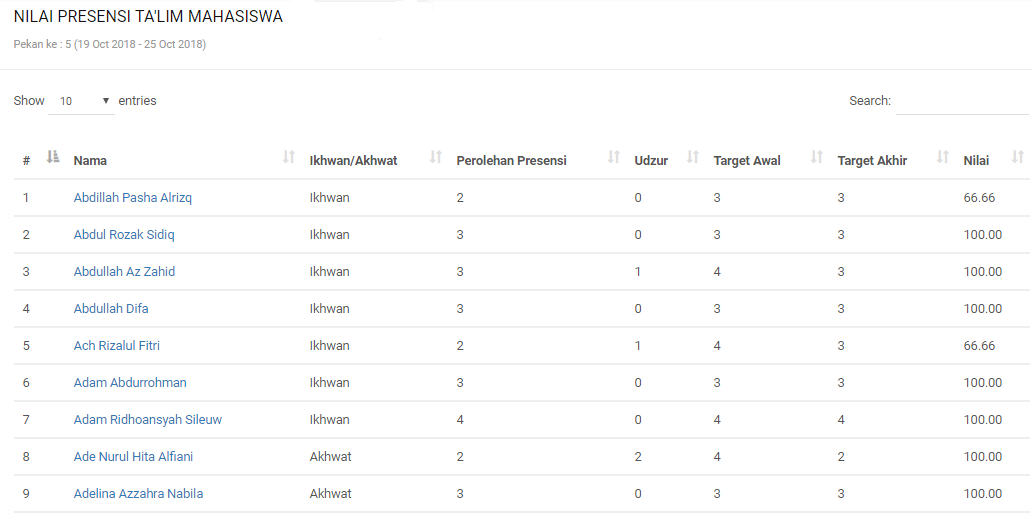 NILAI PRESENSI TA'LIM MAHASISWA
Pekan ke : 5 (19 Oct 2018 - 25 Oct 2018)
Show 10 entries Search:
# Nama Ikhwan/Akhwat Perolehan Presensi Udzur Target Awal Target Akhir Nilai
1 Abdillah Pasha Alrizq Ikhwan 2 0 3 3 66.66
2 Abdul Rozak Sidiq Ikhwan 3 0 3 3 100.00
3 Abdullah Az Zahid Ikhwan 3 1 4 3 100.00
4 Abdullah Difa Ikhwan 3 0 3 3 100.00
5 Ach Rizalul Fitri Ikhwan 2 1 4 3 66.66
6 Adam Abdurrohman Ikhwan 3 0 3 3 100.00
7 Adam Ridhoansyah Sileuw Ikhwan 4 0 4 4 100.00
8 Ade Nurul Hita Alfiani Akhwat 2 2 4 2 100.00
9 Adelina Azzahra Nabila Akhwat 3 0 3 3 100.00